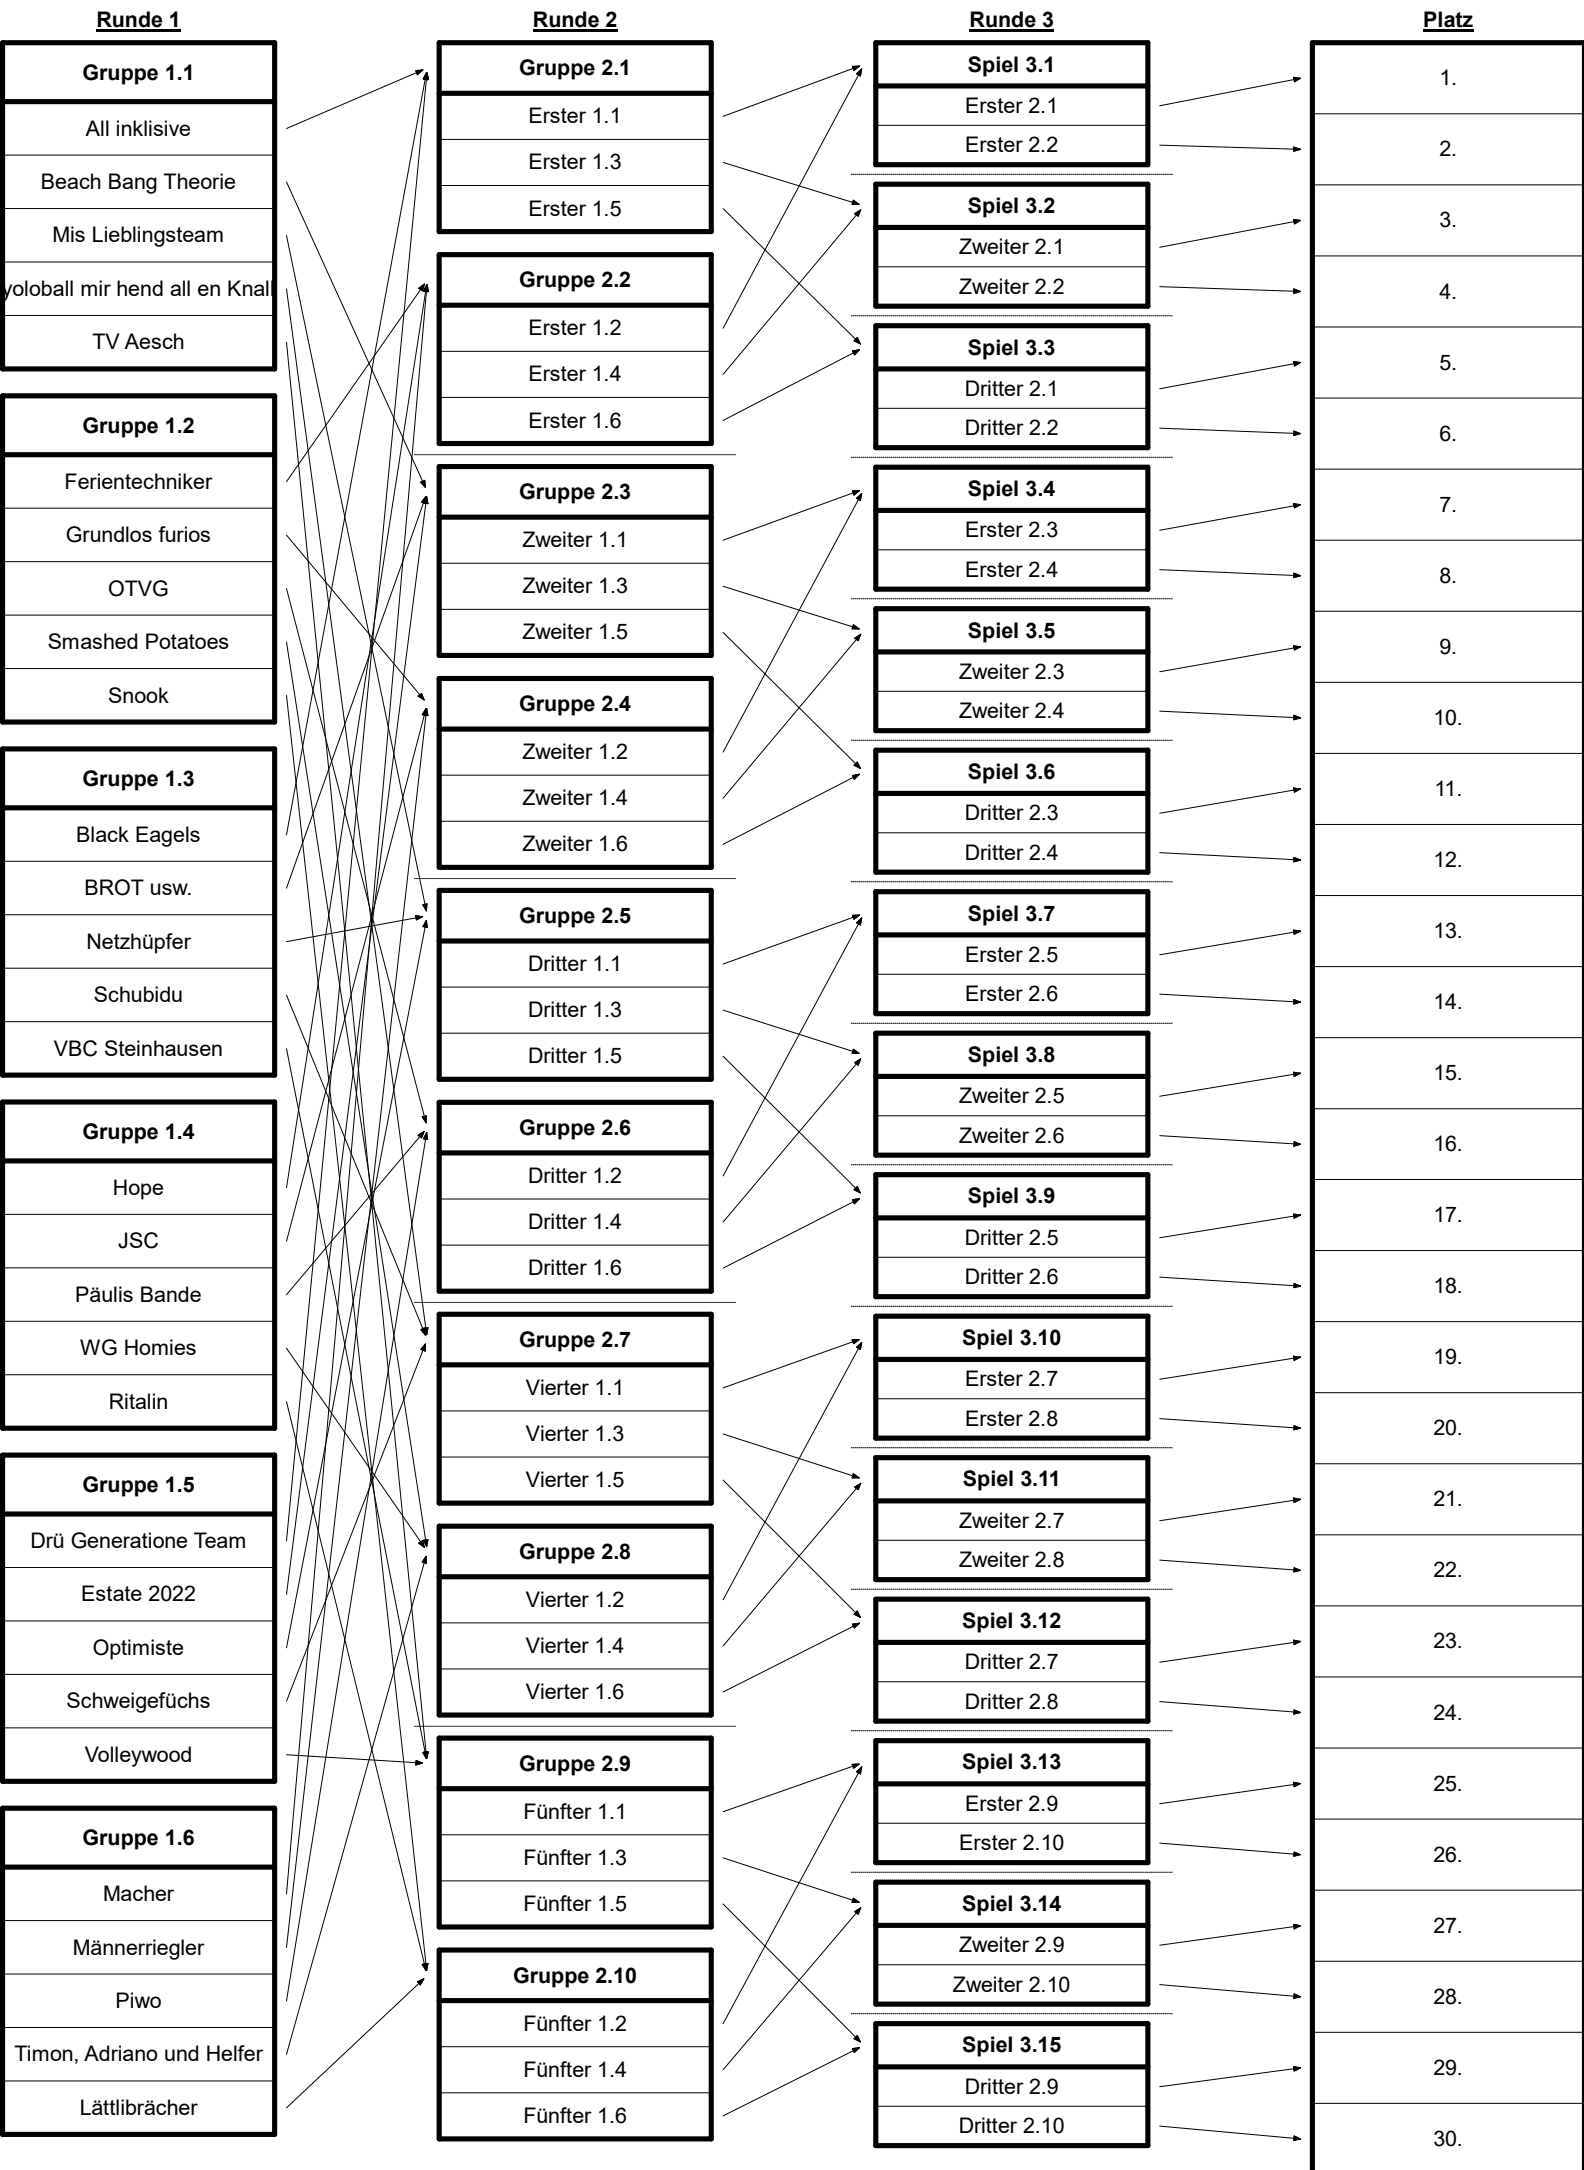 Runde 1
Gruppe 1.1
All inklisive
Beach Bang Theorie
Mis Lieblingsteam
yoloball mir hend all en Knall
TV Aesch
Gruppe 1.2
Ferientechniker
Grundlos furios
OTVG
Smashed Potatoes
Snook
Gruppe 1.3
Black Eagels
BROT usw.
Netzhüpfer
Schubidu
VBC Steinhausen
Gruppe 1.4
Hope
JSC
Päulis Bande
WG Homies
Ritalin
Gruppe 1.5
Drü Generatione Team
Estate 2022
Optimiste
Schweigefüchs
Volleywood
Gruppe 1.6
Macher
Männerriegler
Piwo
Timon, Adriano und Helfer
Lättlibrächer
Runde 2
Gruppe 2.1
Erster 1.1
Erster 1.3
Erster 1.5
Gruppe 2.2
Erster 1.2
Erster 1.4
Erster 1.6
Gruppe 2.3
Zweiter 1.1
Zweiter 1.3
Zweiter 1.5
Gruppe 2.4
Zweiter 1.2
Zweiter 1.4
Zweiter 1.6
Gruppe 2.5
Dritter 1.1
Dritter 1.3
Dritter 1.5
Gruppe 2.6
Dritter 1.2
Dritter 1.4
Dritter 1.6
Gruppe 2.7
Vierter 1.1
Vierter 1.3
Vierter 1.5
Gruppe 2.8
Vierter 1.2
Vierter 1.4
Vierter 1.6
Gruppe 2.9
Fünfter 1.1
Fünfter 1.3
Fünfter 1.5
Gruppe 2.10
Fünfter 1.2
Fünfter 1.4
Fünfter 1.6
Runde 3
Spiel 3.1
Erster 2.1
Erster 2.2
Spiel 3.2
Zweiter 2.1
Zweiter 2.2
Spiel 3.3
Dritter 2.1
Dritter 2.2
Spiel 3.4
Erster 2.3
Erster 2.4
Spiel 3.5
Zweiter 2.3
Zweiter 2.4
Spiel 3.6
Dritter 2.3
Dritter 2.4
Spiel 3.7
Erster 2.5
Erster 2.6
Spiel 3.8
Zweiter 2.5
Zweiter 2.6
Spiel 3.9
Dritter 2.5
Dritter 2.6
Spiel 3.10
Erster 2.7
Erster 2.8
Spiel 3.11
Zweiter 2.7
Zweiter 2.8
Spiel 3.12
Dritter 2.7
Dritter 2.8
Spiel 3.13
Erster 2.9
Erster 2.10
Spiel 3.14
Zweiter 2.9
Zweiter 2.10
Spiel 3.15
Dritter 2.9
Dritter 2.10
Platz
1.
2.
3.
4.
5.
6.
7.
8.
9.
10.
11.
12.
13.
14.
15.
16.
17.
18.
19.
20.
21.
22.
23.
24.
25.
26.
27.
28.
29.
30.